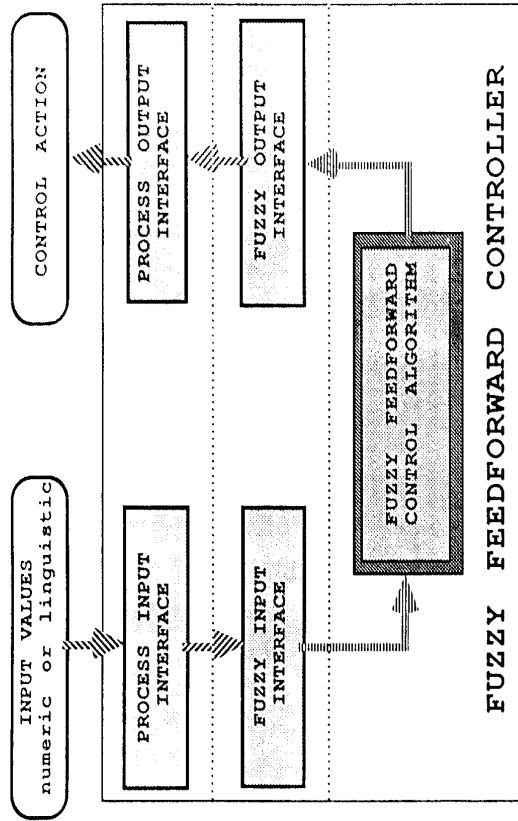 INPUT VALUES
numeric or linguistic
CONTROL ACTION
PROCESS INPUT
INTERFACE
PROCESS OUTPUT
INTERFACE
FUZZY INPUT
INTERFACE
FUZZY OUTPUT
INTERFACE
FUZZY FEEDFORWARD
CONTROL ALGORITHM
FUZZY FEEDFORWARD CONTROLLER